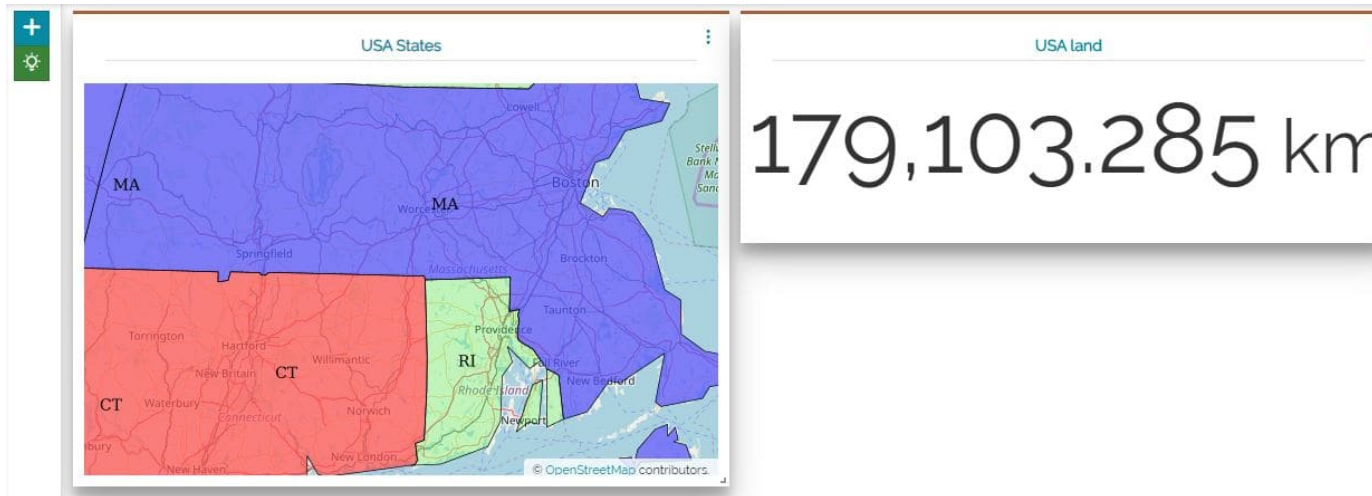 USA States
USA land
179,103.285 km
Lowell
MA
Boston
MA
Springfield
Massachusetts
Brockton
Torrington
Hartford
Willimantic
Providence
Taunton
New Britain
CT
RI
Fall River
New Bedford
CT
Waterbury
Connecticut
Norwich
Rhode Island
Newport
bury
New London
New Haven
© OpenStreetMap contributors.